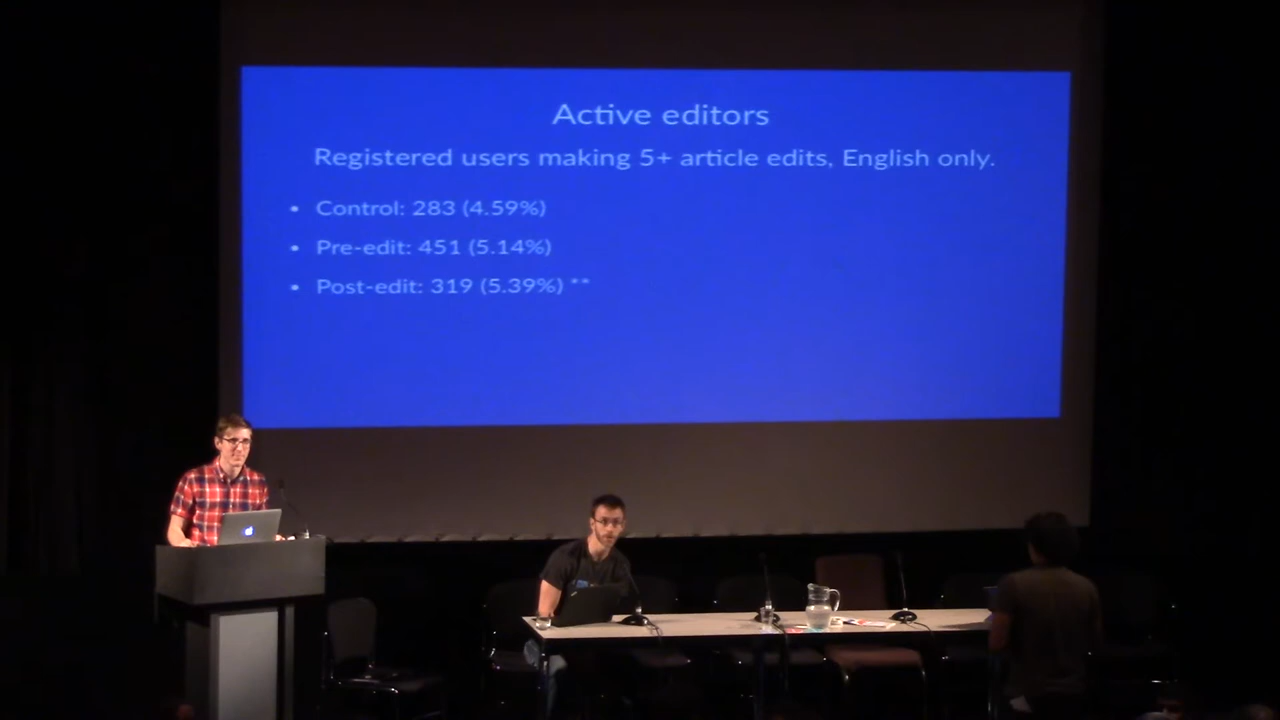 Active editors
Registered users making 5+ article edits, English only.
• Control: 283 (4.59%)
• Pre-edit: 451 (5.14%)
• Post-edit: 319 (5.39%) **